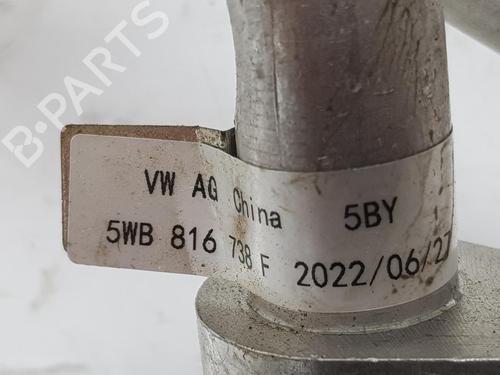 B-PARTS
VW AG China 5BY
5WB 816 738 F 2022/06/27